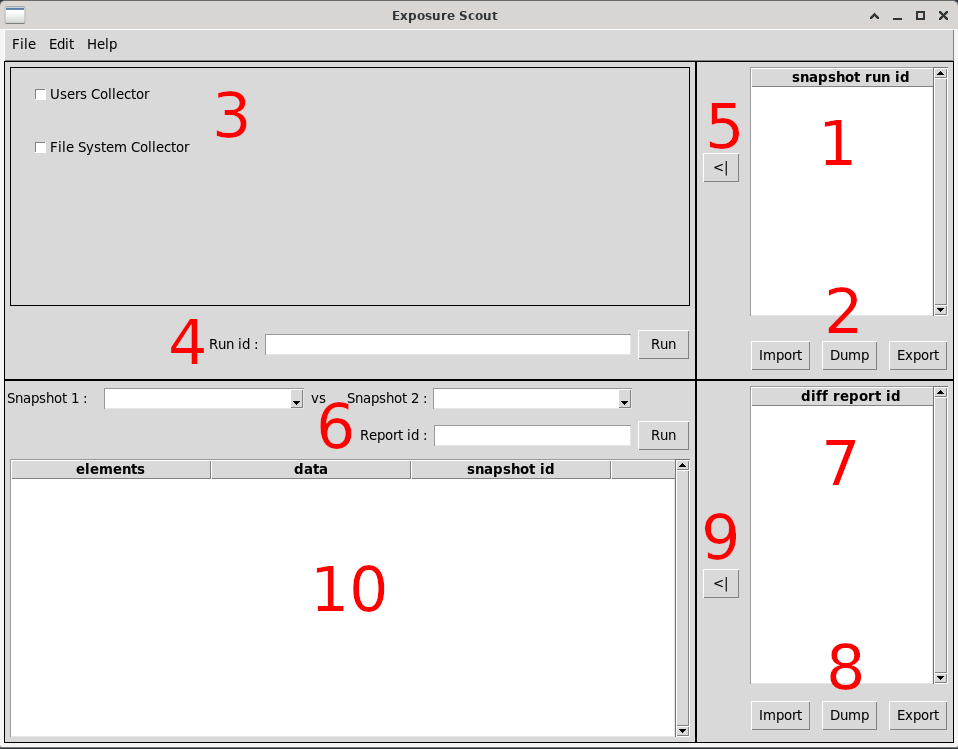 Exposure Scout
File Edit Help
Users Collector
3
File System Collector
4
Run id :
Run
5
<|
snapshot run id
1
2
Import Dump Export
Snapshot 1 : vs Snapshot 2 :
6
Report id :
Run
elements data snapshot id
10
9
<|
diff report id
7
8
Import Dump Export